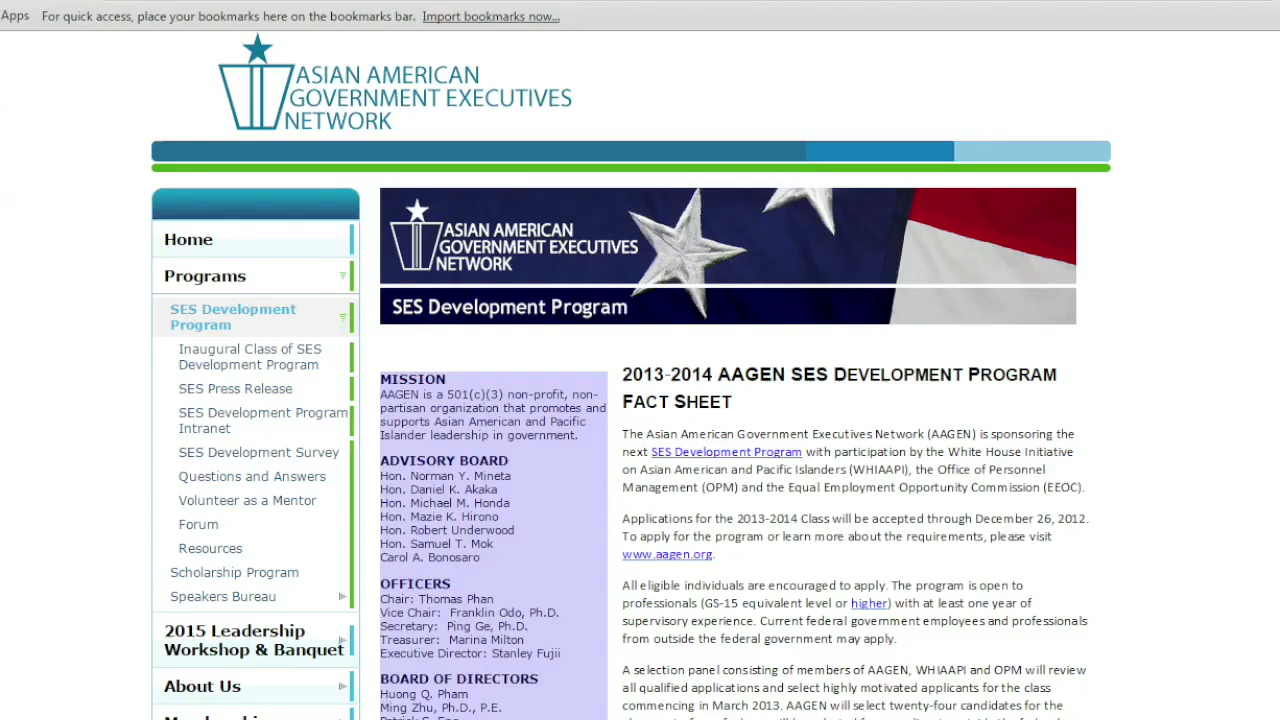 Apps For quick access, place your bookmarks here on the bookmarks bar. Import bookmarks now...
ASIAN AMERICAN
GOVERNMENT EXECUTIVES
NETWORK
Home
Programs
SES Development
Program
Inaugural Class of SES
Development Program
SES Press Release
SES Development Program
Intranet
SES Development Survey
Questions and Answers
Volunteer as a Mentor
Forum
Resources
Scholarship Program
Speakers Bureau
2015 Leadership
Workshop & Banquet
About Us
ASIAN AMERICAN
GOVERNMENT EXECUTIVES
NETWORK
SES Development Program
MISSION
AAGEN is a 501(c)(3) non-profit, non-
partisan organization that promotes and
supports Asian American and Pacific
Islander leadership in government.
ADVISORY BOARD
Hon. Norman Y. Mineta
Hon. Daniel K. Akaka
Hon. Michael M. Honda
Hon. Mazie K. Hirono
Hon. Robert Underwood
Hon. Samuel T. Mok
Carol A. Bonosaro
OFFICERS
Chair: Thomas Phan
Vice Chair: Franklin Odo, Ph.D.
Secretary: Ping Ge, Ph.D.
Treasurer: Marina Milton
Executive Director: Stanley Fujii
BOARD OF DIRECTORS
Huong Q. Pham
Ming Zhu, Ph.D., P.E.
2013-2014 AAGEN SES DEVELOPMENT PROGRAM
FACT SHEET
The Asian American Government Executives Network (AAGEN) is sponsoring the
next SES Development Program with participation by the White House Initiative
on Asian American and Pacific Islanders (WHIAAPI), the Office of Personnel
Management (OPM) and the Equal Employment Opportunity Commission (EEOC).
Applications for the 2013-2014 Class will be accepted through December 26, 2012.
To apply for the program or learn more about the requirements, please visit
www.aagen.org.
All eligible individuals are encouraged to apply. The program is open to
professionals (GS-15 equivalent level or higher) with at least one year of
supervisory experience. Current federal government employees and professionals
from outside the federal government may apply.
A selection panel consisting of members of AAGEN, WHIAAPI and OPM will review
all qualified applications and select highly motivated applicants for the class
commencing in March 2013. AAGEN will select twenty-four candidates for the